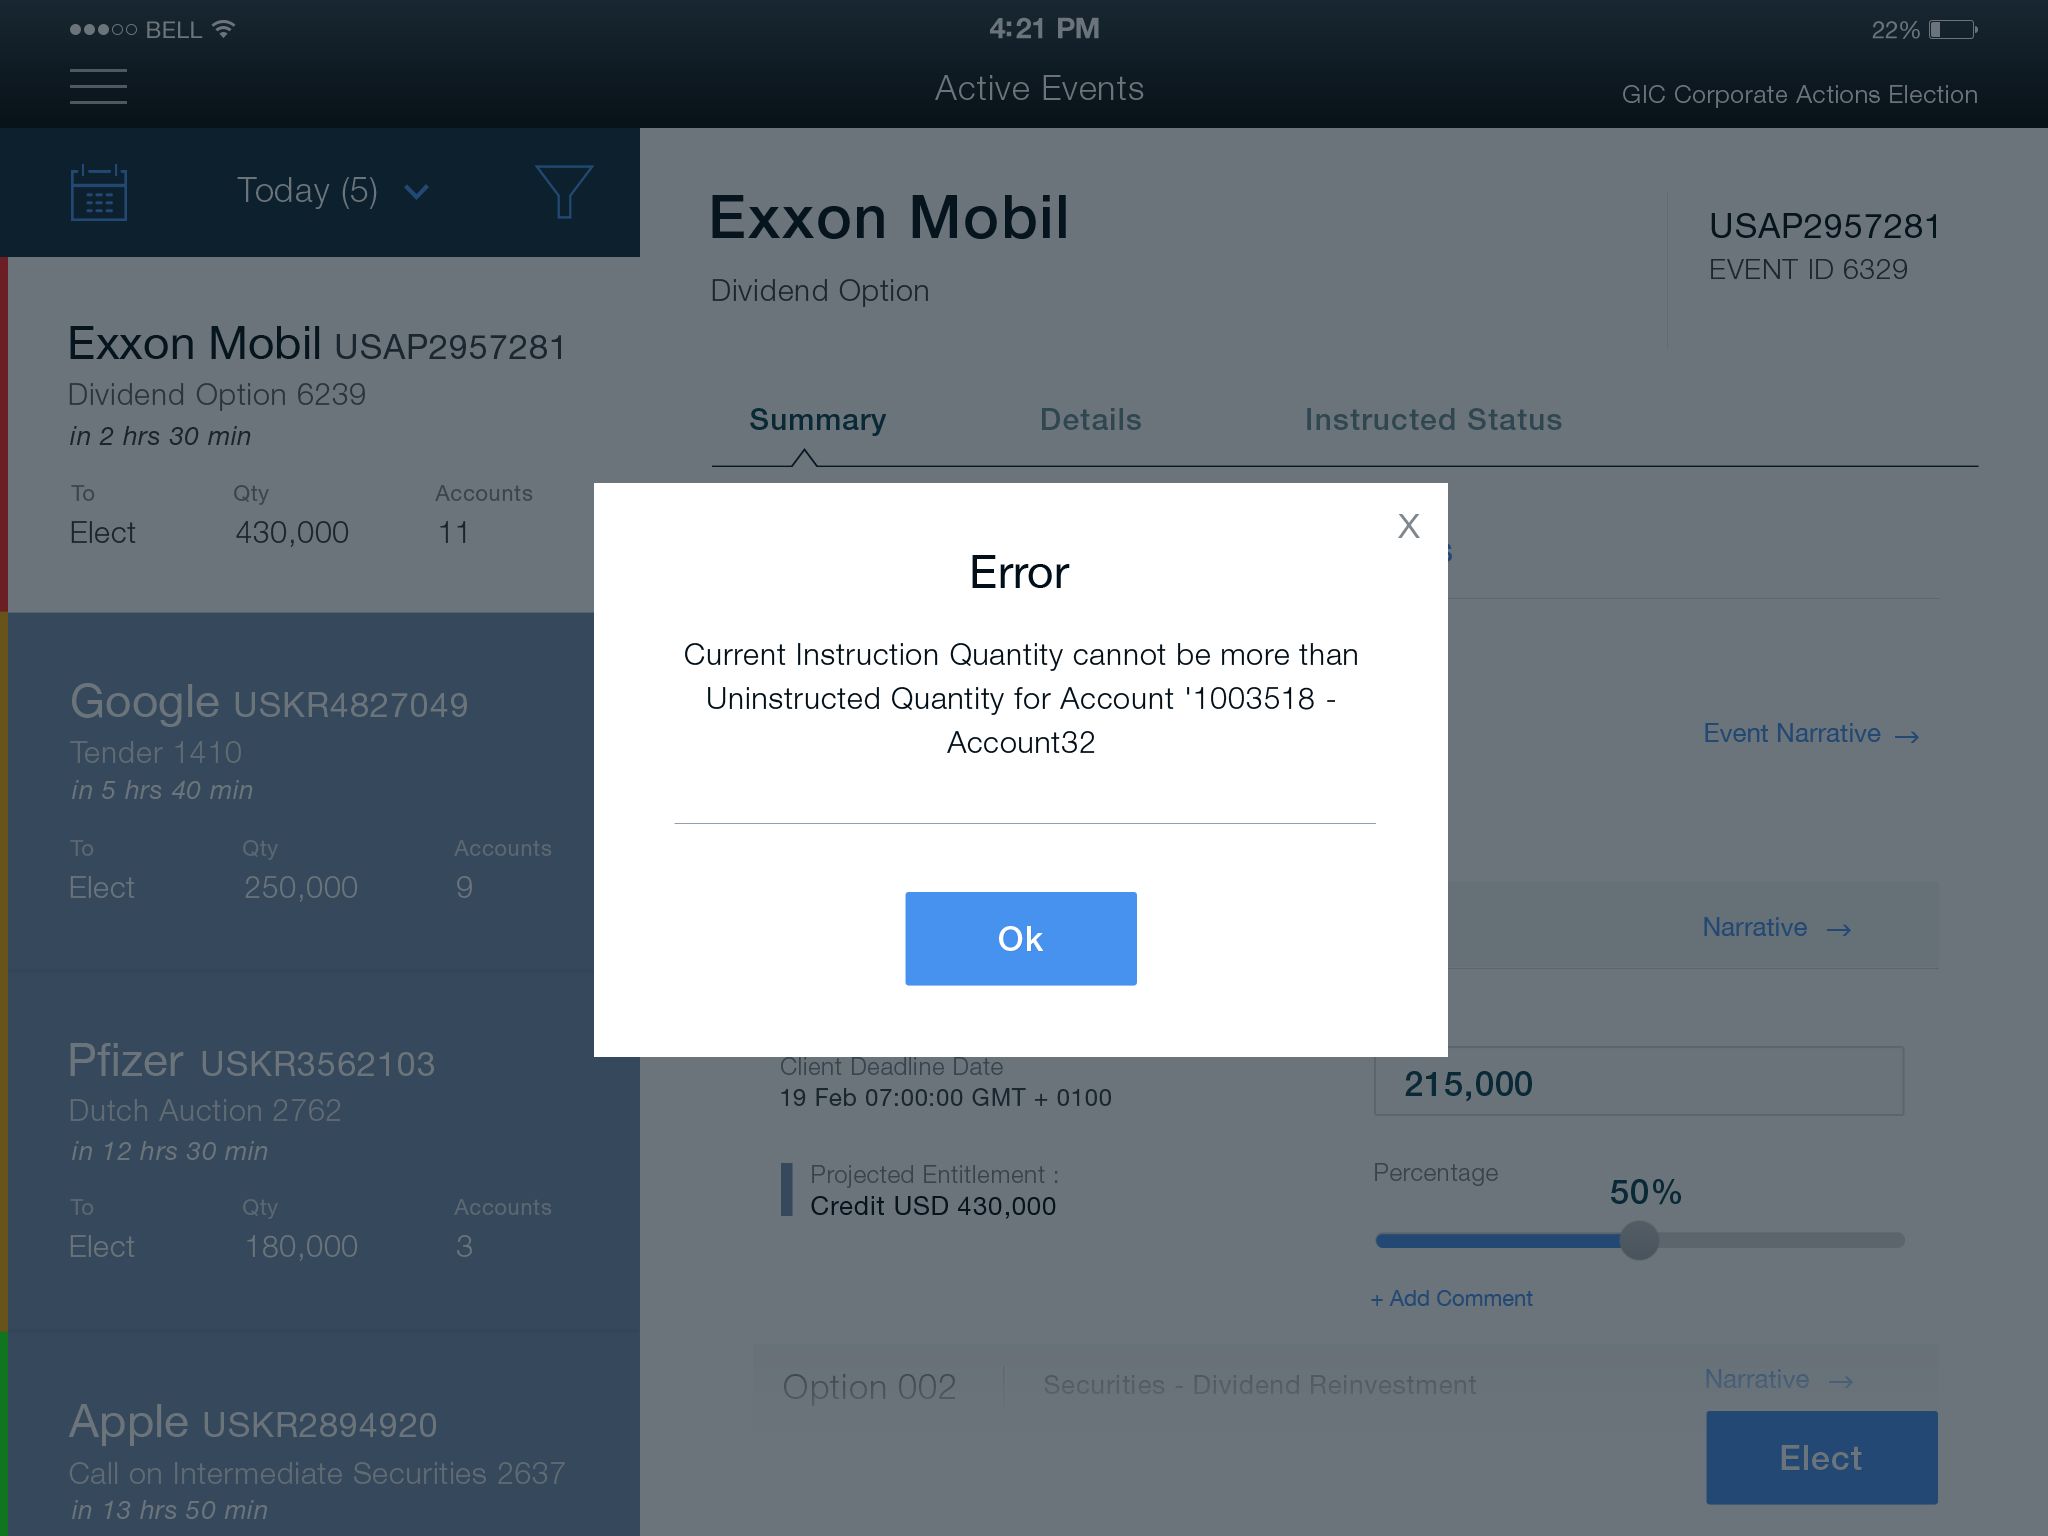 BELL
4:21 PM
22%
Active Events
GIC Corporate Actions Election
Today (5)
Exxon Mobil USAP2957281
Dividend Option 6239
in 2 hrs 30 min
To Qty Accounts
Elect 430,000 11
Google USKR4827049
Tender 1410
in 5 hrs 40 min
To Qty Accounts
Elect 250,000 9
Pfizer USKR3562103
Dutch Auction 2762
in 12 hrs 30 min
To Qty Accounts
Elect 180,000 3
Apple USKR2894920
Call on Intermediate Securities 2637
in 13 hrs 50 min
Exxon Mobil
Dividend Option
USAP2957281
EVENT ID 6329
Summary Details Instructed Status
X
Error
Current Instruction Quantity cannot be more than
Uninstructed Quantity for Account '1003518 -
Account32
Ok
Event Narrative →
Narrative →
Client Deadline Date
19 Feb 07:00:00 GMT + 0100
Projected Entitlement :
Credit USD 430,000
215,000
Percentage
50%
+ Add Comment
Option 002 Securities - Dividend Reinvestment
Narrative →
Elect